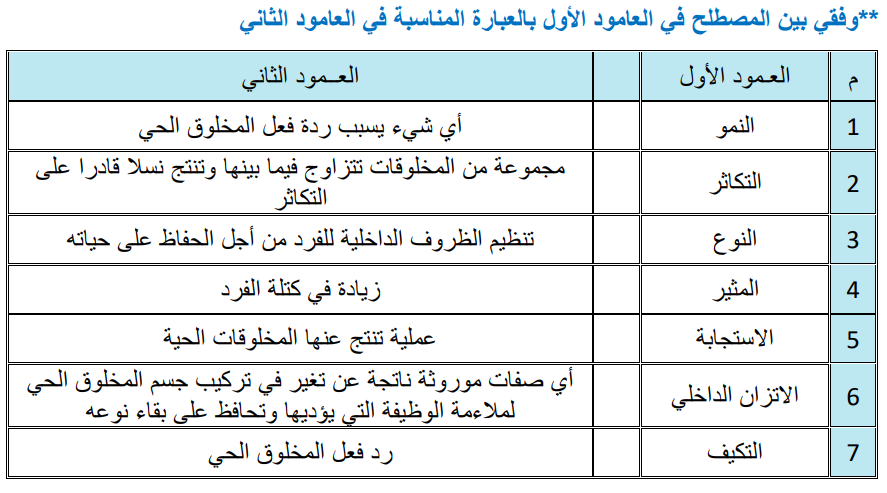 **وفقي بين المصطلح في العامود الأول بالعبارة المناسبة في العامود الثاني
م العـمود الأول العــمود الثاني
1 النمو أي شيء يسبب ردة فعل المخلوق الحي
2 التكاثر مجموعة من المخلوقات تتزاوج فيما بينها وتنتج نسلا قادرا على
التكاثر
3 النوع تنظيم الظروف الداخلية للفرد من أجل الحفاظ على حياته
4 المثير زيادة في كتلة الفرد
5 الاستجابة عملية تنتج عنها المخلوقات الحية
6 الاتزان الداخلي أي صفات موروثة ناتجة عن تغير في تركيب جسم المخلوق الحي
لملاءمة الوظيفة التي يؤديها وتحافظ على بقاء نوعه
7 التكيف رد فعل المخلوق الحي